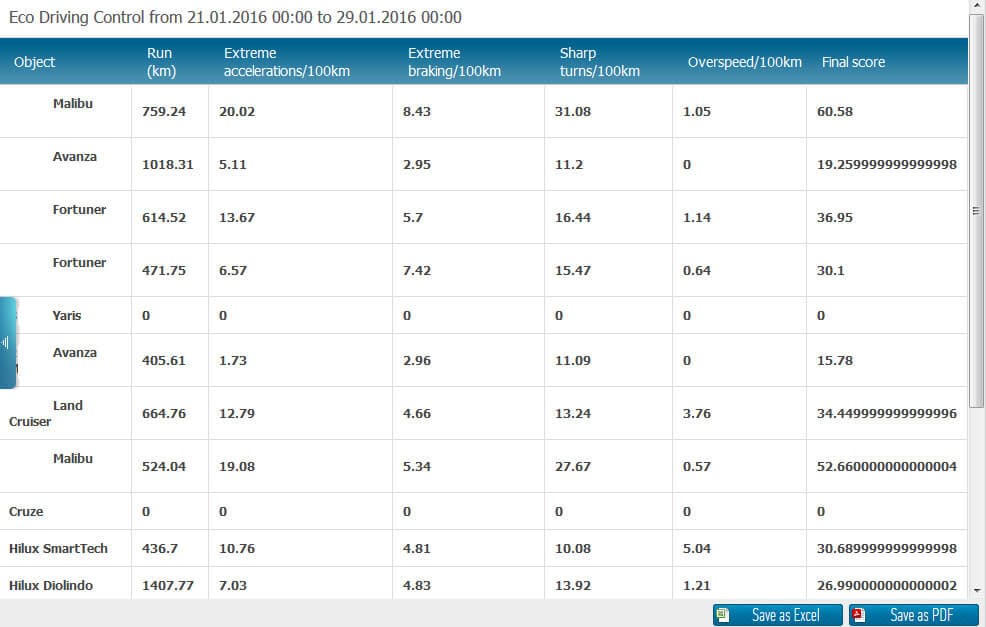 Eco Driving Control from 21.01.2016 00:00 to 29.01.2016 00:00
Object Run (km) Extreme accelerations/100km Extreme braking/100km Sharp turns/100km Overspeed/100km Final score
Malibu 759.24 20.02 8.43 31.08 1.05 60.58
Avanza 1018.31 5.11 2.95 11.2 0 19.259999999999998
Fortuner 614.52 13.67 5.7 16.44 1.14 36.95
Fortuner 471.75 6.57 7.42 15.47 0.64 30.1
Yaris 0 0 0 0 0 0
Avanza 405.61 1.73 2.96 11.09 0 15.78
Land Cruiser 664.76 12.79 4.66 13.24 3.76 34.449999999999996
Malibu 524.04 19.08 5.34 27.67 0.57 52.660000000000004
Cruze 0 0 0 0 0 0
Hilux SmartTech 436.7 10.76 4.81 10.08 5.04 30.689999999999998
Hilux Diolindo 1407.77 7.03 4.83 13.92 1.21 26.990000000000002
Save as Excel Save as PDF